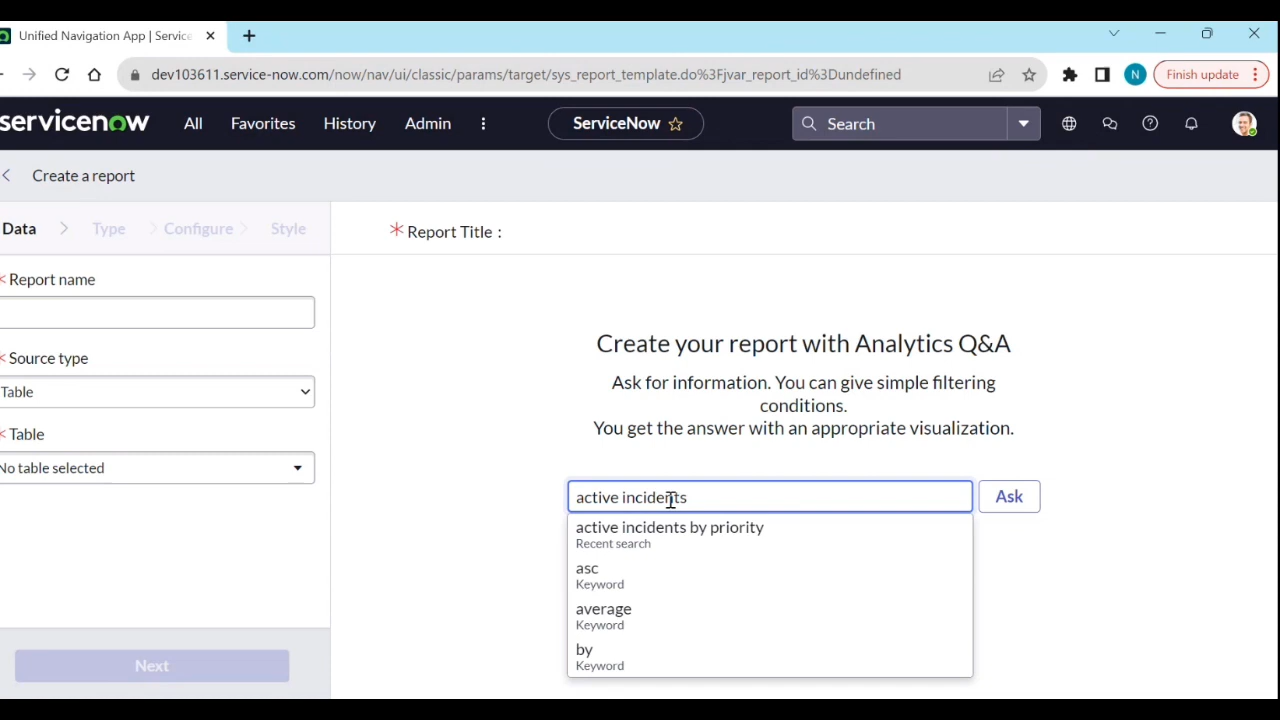 Unified Navigation App | Service
dev103611.service-now.com/now/nav/ui/classic/params/target/sys_report_template.do%3Fjvar_report_id%3Dundefined
N
Finish update
servicenow
All
Favorites
History
Admin
ServiceNow
Search
Create a report
Data
Type
Configure
Style
* Report Title :
Report name
Source type
Table
Table
No table selected
Next
Create your report with Analytics Q&A
Ask for information. You can give simple filtering
conditions.
You get the answer with an appropriate visualization.
active incidents
Ask
active incidents by priority
Recent search
asc
Keyword
average
Keyword
by
Keyword